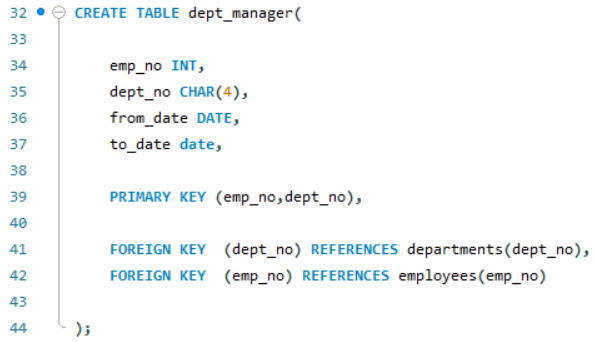 32 CREATE TABLE dept_manager(
33
34 emp_no INT,
35 dept_no CHAR(4),
36 from_date DATE,
37 to_date date,
38
39 PRIMARY KEY (emp_no,dept_no),
40
41 FOREIGN KEY  (dept_no) REFERENCES departments(dept_no),
42 FOREIGN KEY  (emp_no) REFERENCES employees(emp_no)
43
44 );